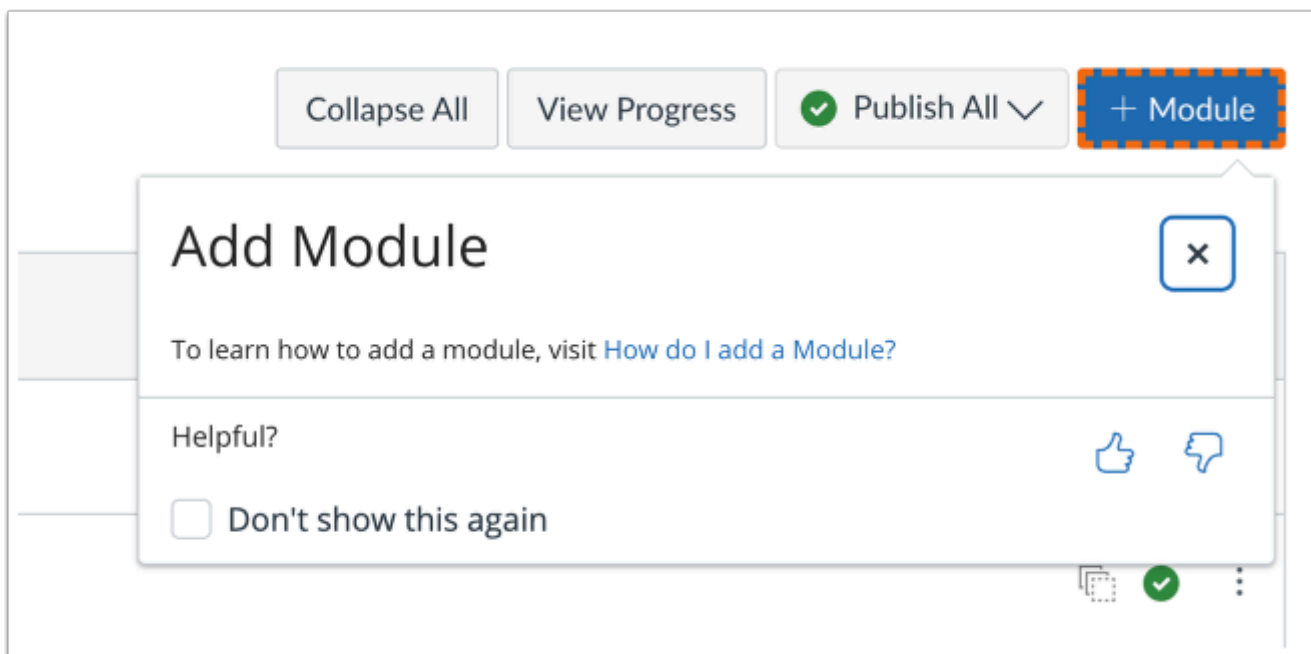 Collapse All
View Progress
Publish All
+ Module
Add Module
To learn how to add a module, visit How do I add a Module?
Helpful?
Don't show this again